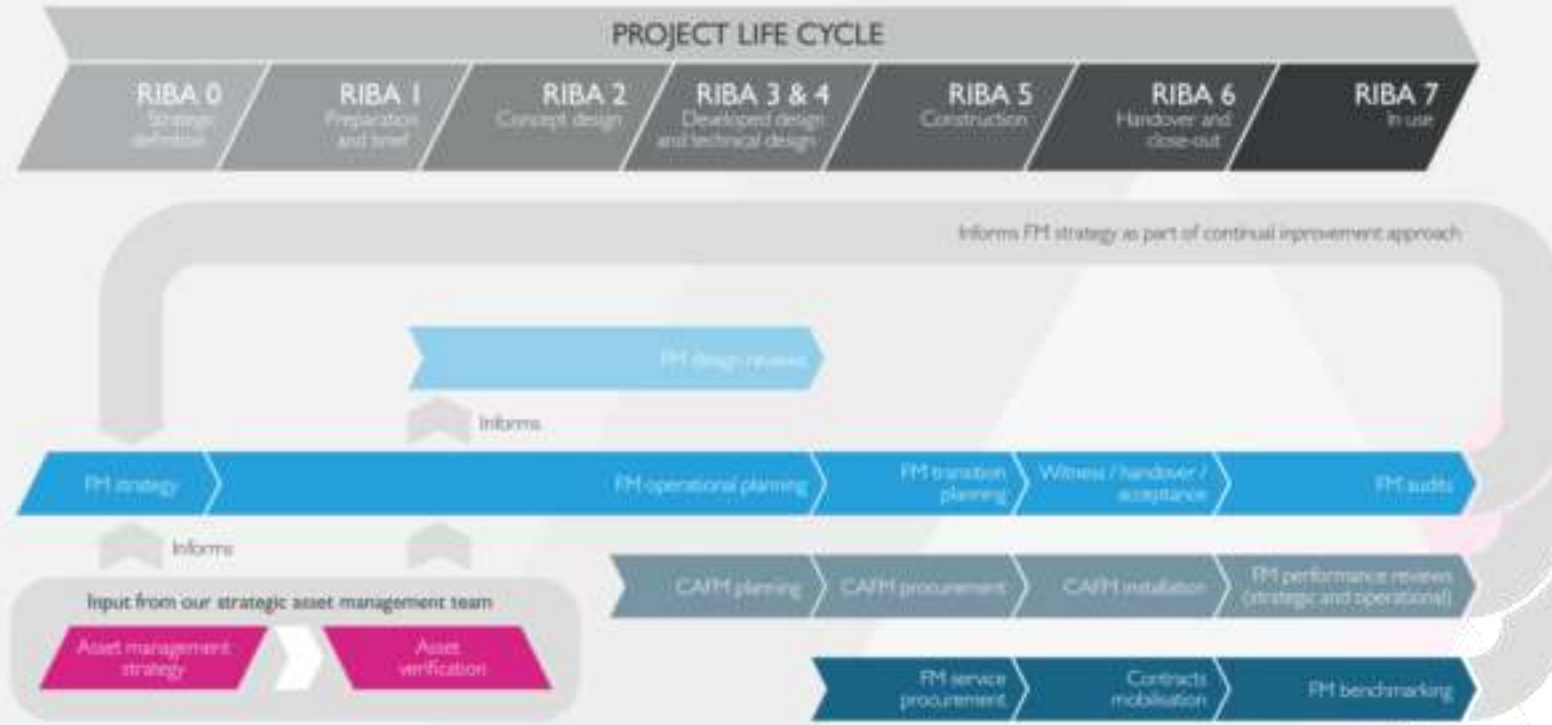 PROJECT LIFE CYCLE
RIBA 0
Strategic
definition
RIBA 1
Preparation
and brief
RIBA 2
Concept design
RIBA 3 & 4
Developed design
and technical design
RIBA 5
Construction
RIBA 6
Handover and
close-out
RIBA 7
In use
Informs FM strategy as part of continual inprovement approach
FM design reviews
Informs
FM strategy
FM operational planning
FM transition
planning
Witness / handover /
acceptance
FM audits
Informs
CAFM planning
CAFM procurement
CAFM installation
FM performance reviews
(strategic and operational)
Input from our strategic asset management team
Asset management
strategy
Asset
verification
FM service
procurement
Contracts
mobilisation
FM benchmarking